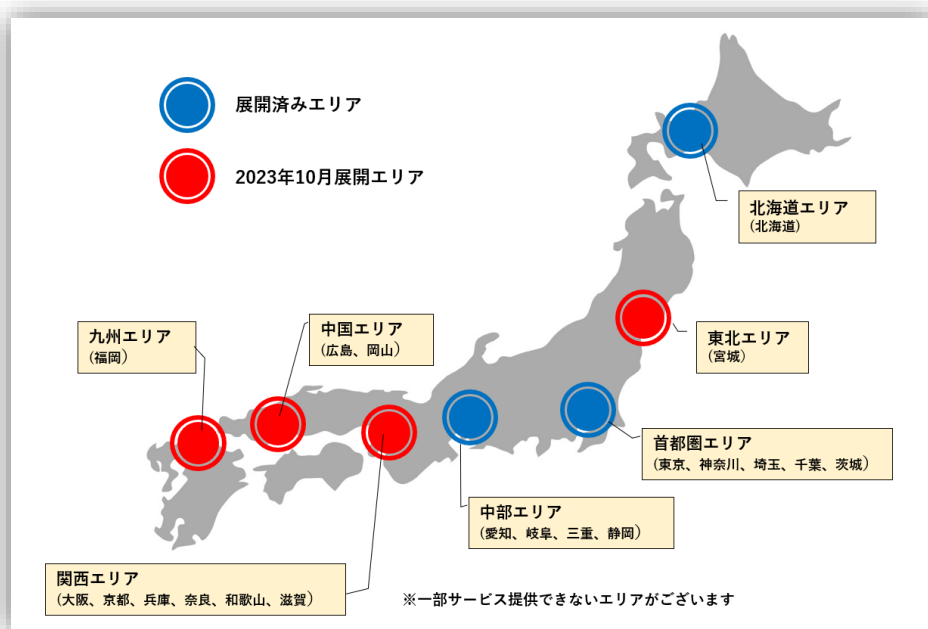 展開済みエリア
2023年10月展開エリア
北海道エリア
(北海道)
東北エリア
(宮城)
中国エリア
(広島、岡山)
九州エリア
(福岡)
首都圏エリア
(東京、神奈川、埼玉、千葉、茨城)
中部エリア
(愛知、岐阜、三重、静岡)
関西エリア
(大阪、京都、兵庫、奈良、和歌山、滋賀)
※一部サービス提供できないエリアがございます